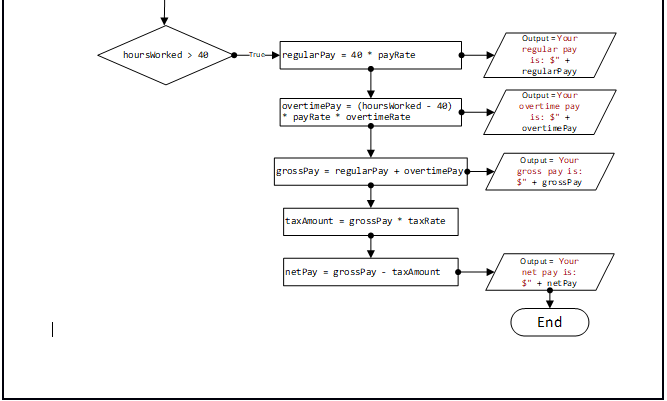 hoursWorked > 40
True
regularPay = 40 * payRate
Output = Your
regular pay
is: $" +
regularPayy
overtimePay = (hoursWorked - 40)
* payRate * overtimeRate
Output = Your
overtime pay
is: $" +
overtimePay
grossPay = regularPay + overtimePay
Output = Your
gross pay is:
$" + grossPay
taxAmount = grossPay * taxRate
netPay = grossPay - taxAmount
Output = Your
net pay is:
$" + netPay
End